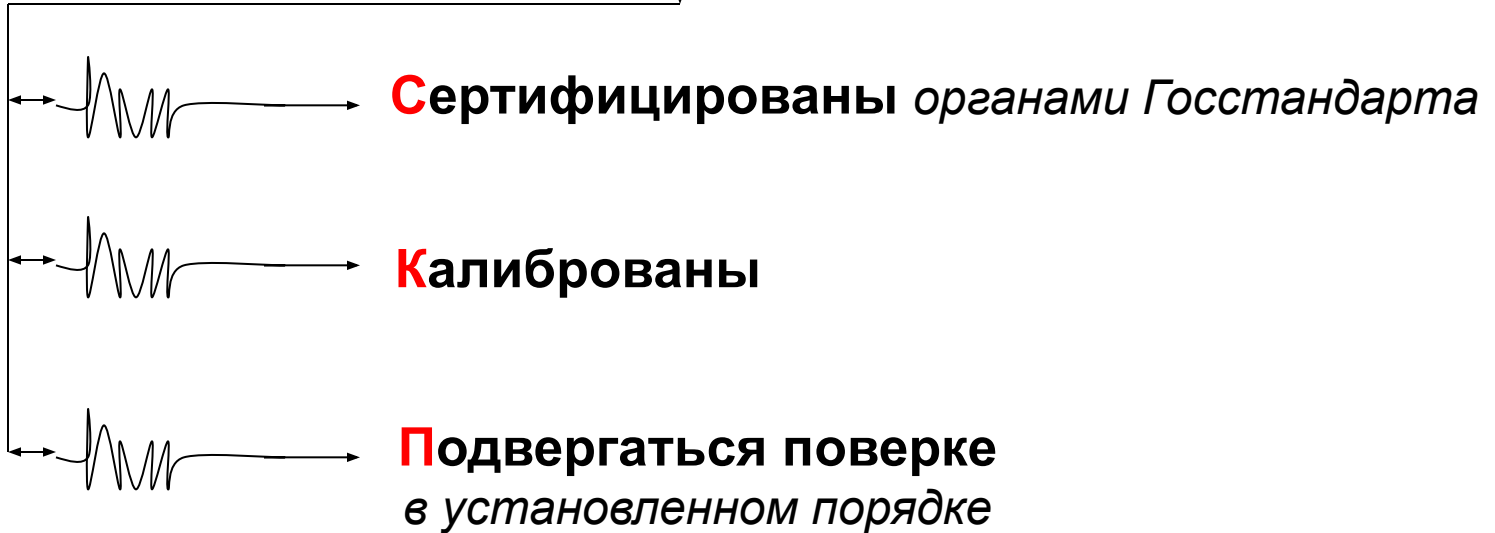 Сертифицированы органами Госстандарта
Калиброваны
Подвергаться поверке
в установленном порядке